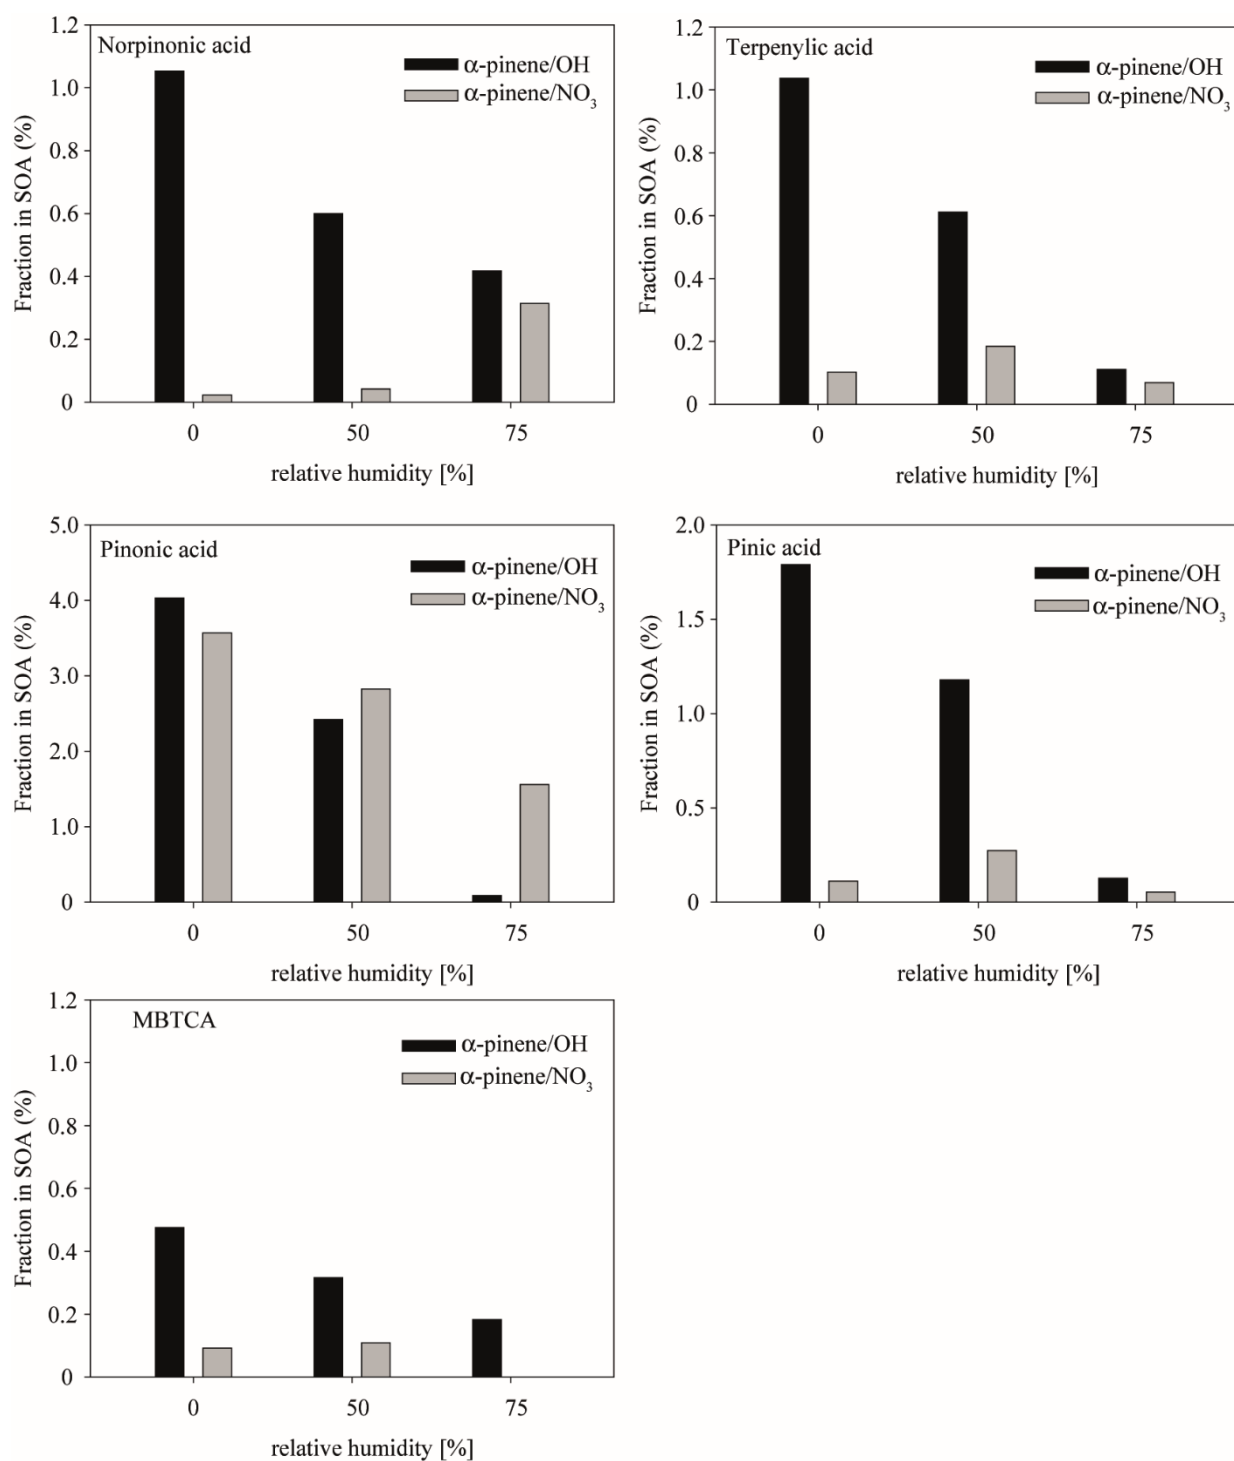 Norpinonic acid
α-pinene/OH
α-pinene/NO₃
Fraction in SOA (%)
1.2
1.0
0.8
0.6
0.4
0.2
0
0 50 75
relative humidity [%]
Terpenylic acid
α-pinene/OH
α-pinene/NO₃
Fraction in SOA (%)
1.2
1.0
0.8
0.6
0.4
0.2
0
0 50 75
relative humidity [%]
Pinonic acid
α-pinene/OH
α-pinene/NO₃
Fraction in SOA (%)
5.0
4.0
3.0
2.0
1.0
0
0 50 75
relative humidity [%]
Pinic acid
α-pinene/OH
α-pinene/NO₃
Fraction in SOA (%)
2.0
1.5
1.0
0.5
0
0 50 75
relative humidity [%]
MBTCA
α-pinene/OH
α-pinene/NO₃
Fraction in SOA (%)
1.2
1.0
0.8
0.6
0.4
0.2
0
0 50 75
relative humidity [%]